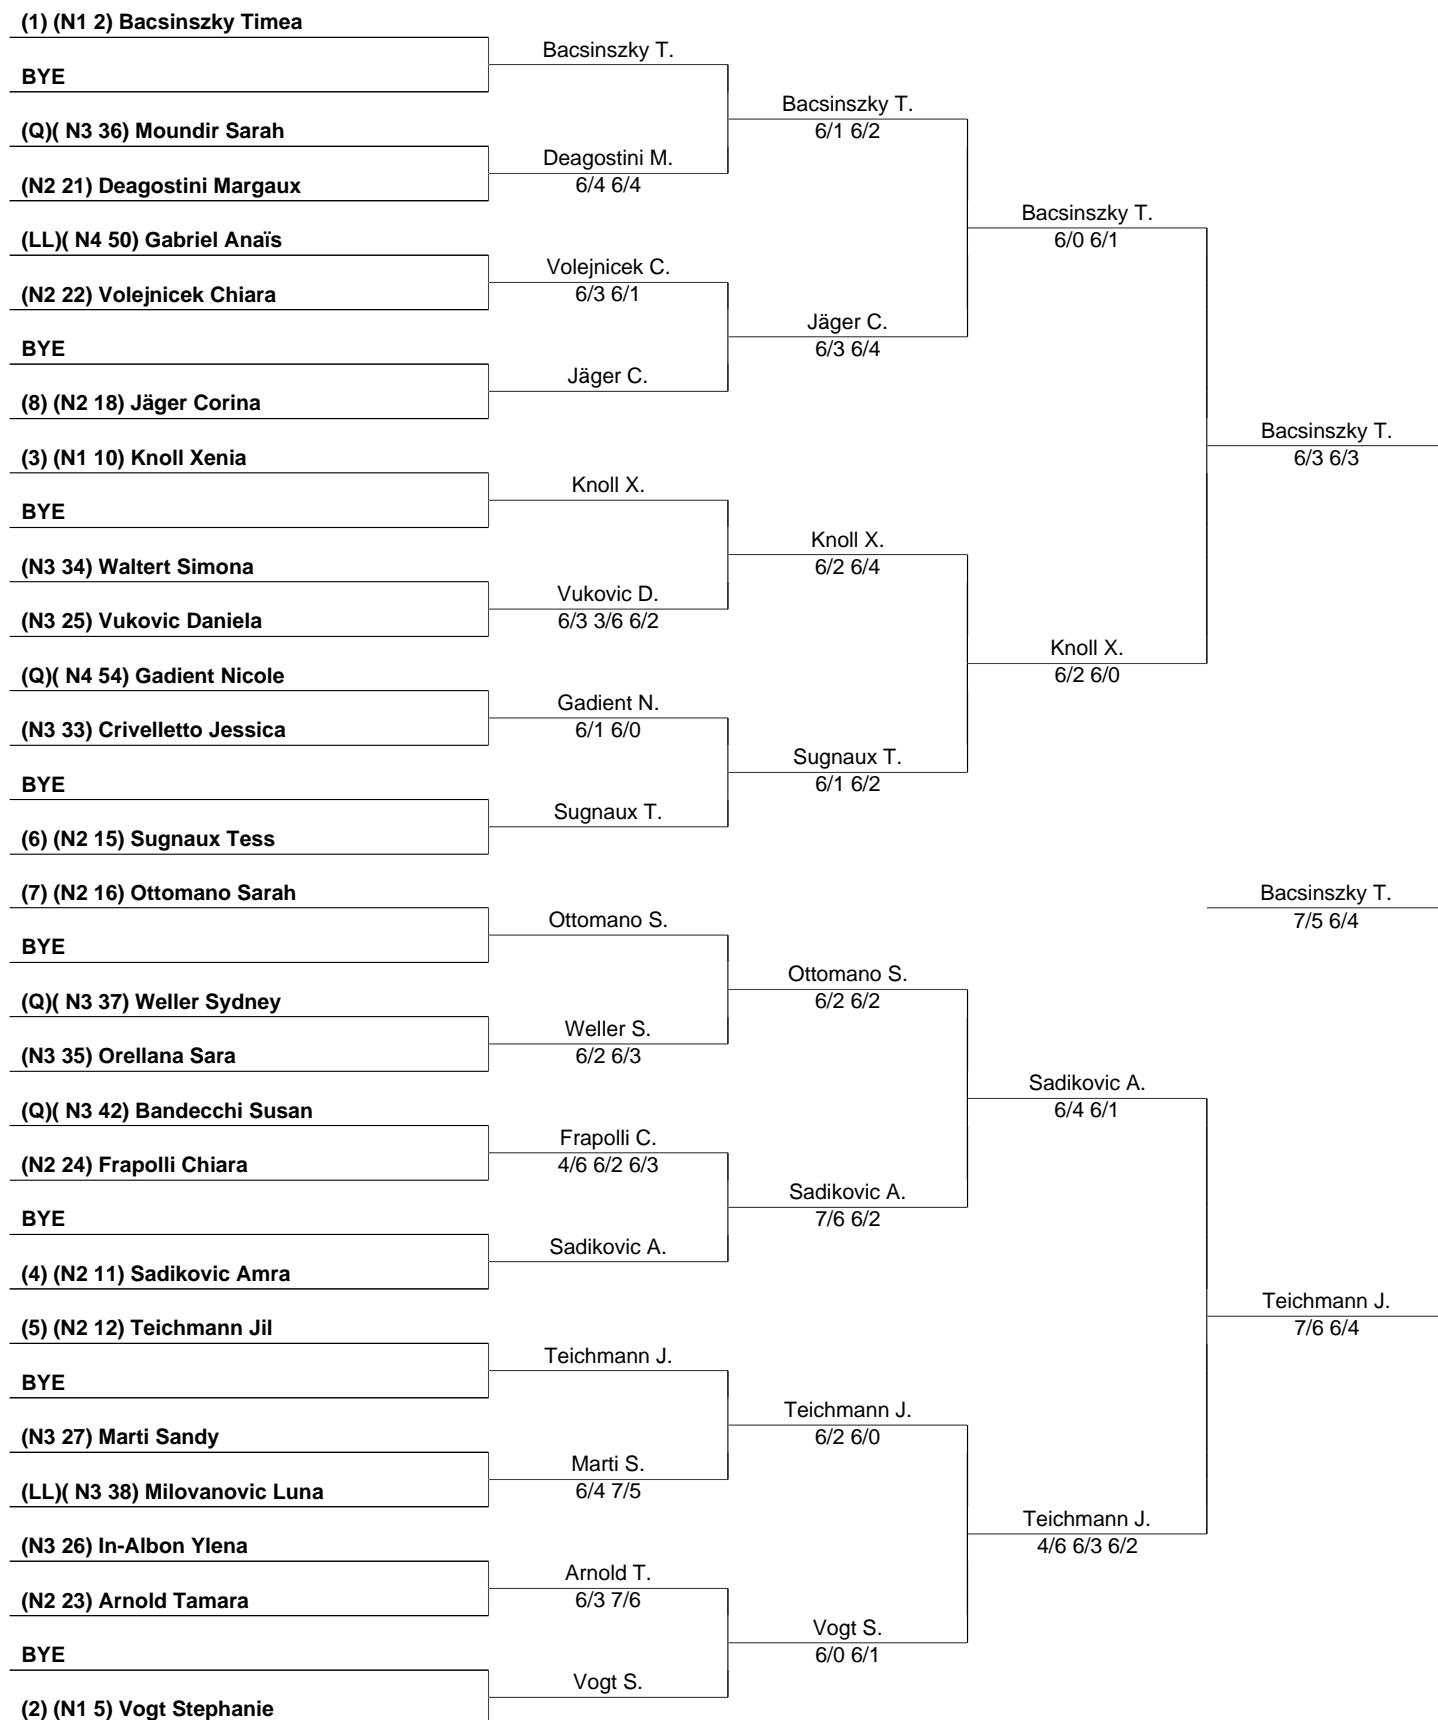 (1) (N1 2) Bacsinszky Timea
Bacsinszky T.
BYE
Bacsinszky T.
6/1 6/2
(Q)( N3 36) Moundir Sarah
Deagostini M.
6/4 6/4
(N2 21) Deagostini Margaux
Bacsinszky T.
6/0 6/1
(LL)( N4 50) Gabriel Anaïs
Volejnicek C.
6/3 6/1
(N2 22) Volejnicek Chiara
Jäger C.
6/3 6/4
BYE
Jäger C.
(8) (N2 18) Jäger Corina
Bacsinszky T.
6/3 6/3
(3) (N1 10) Knoll Xenia
Knoll X.
BYE
Knoll X.
6/2 6/4
(N3 34) Waltert Simona
Vukovic D.
6/3 3/6 6/2
(N3 25) Vukovic Daniela
Knoll X.
6/2 6/0
(Q)( N4 54) Gadient Nicole
Gadient N.
6/1 6/0
(N3 33) Crivelletto Jessica
Sugnaux T.
6/1 6/2
BYE
Sugnaux T.
(6) (N2 15) Sugnaux Tess
(7) (N2 16) Ottomano Sarah
Bacsinszky T.
7/5 6/4
Ottomano S.
BYE
Ottomano S.
6/2 6/2
(Q)( N3 37) Weller Sydney
Weller S.
6/2 6/3
(N3 35) Orellana Sara
Sadikovic A.
6/4 6/1
(Q)( N3 42) Bandecchi Susan
Frapolli C.
4/6 6/2 6/3
(N2 24) Frapolli Chiara
Sadikovic A.
7/6 6/2
BYE
Sadikovic A.
(4) (N2 11) Sadikovic Amra
Teichmann J.
7/6 6/4
(5) (N2 12) Teichmann Jil
Teichmann J.
BYE
Teichmann J.
6/2 6/0
(N3 27) Marti Sandy
Marti S.
6/4 7/5
(LL)( N3 38) Milovanovic Luna
Teichmann J.
4/6 6/3 6/2
(N3 26) In-Albon Ylena
Arnold T.
6/3 7/6
(N2 23) Arnold Tamara
Vogt S.
6/0 6/1
BYE
Vogt S.
(2) (N1 5) Vogt Stephanie